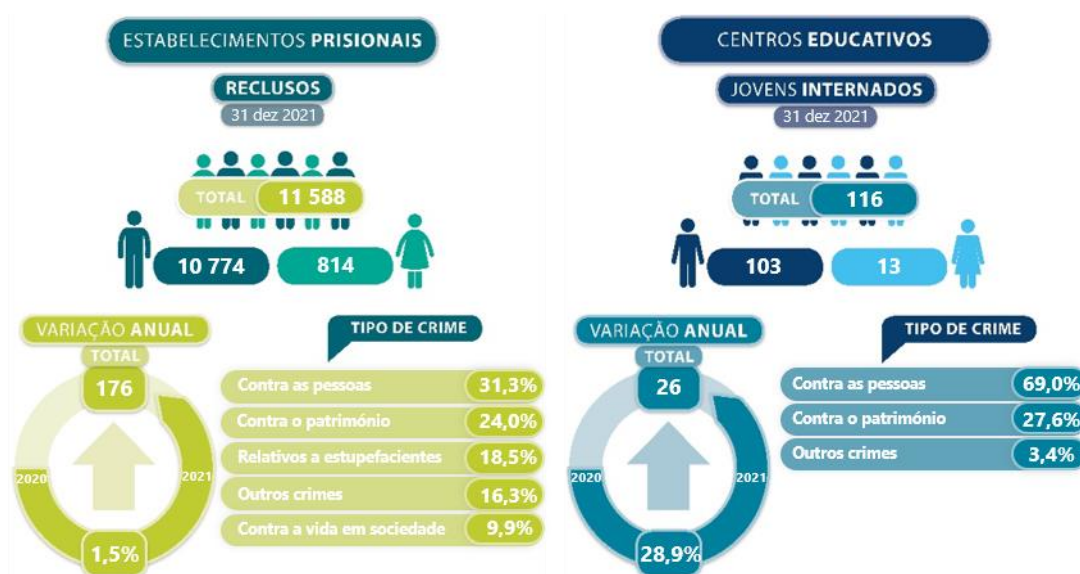 ESTABELECIMENTOS PRISIONAIS
RECLUSOS
31 dez 2021
TOTAL 11 588
10 774 814
VARIAÇÃO ANUAL
TOTAL
176
2020 2021
1,5%
TIPO DE CRIME
Contra as pessoas 31,3%
Contra o património 24,0%
Relativos a estupefacientes 18,5%
Outros crimes 16,3%
Contra a vida em sociedade 9,9%
CENTROS EDUCATIVOS
JOVENS INTERNADOS
31 dez 2021
TOTAL 116
103 13
VARIAÇÃO ANUAL
TOTAL
26
2020 2021
28,9%
TIPO DE CRIME
Contra as pessoas 69,0%
Contra o património 27,6%
Outros crimes 3,4%